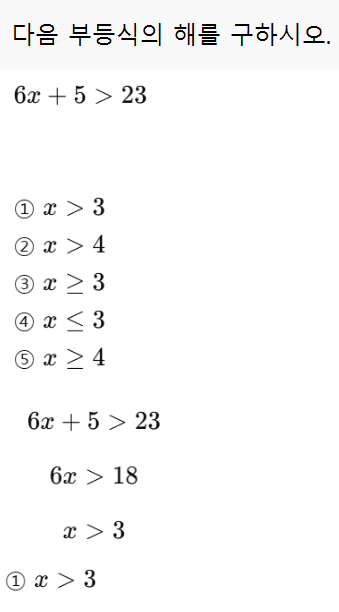 다음 부등식의 해를 구하시오.
6x + 5 > 23
① x > 3
② x > 4
③ x ≥ 3
④ x ≤ 3
⑤ x ≥ 4
6x + 5 > 23
6x > 18
x > 3
① x > 3